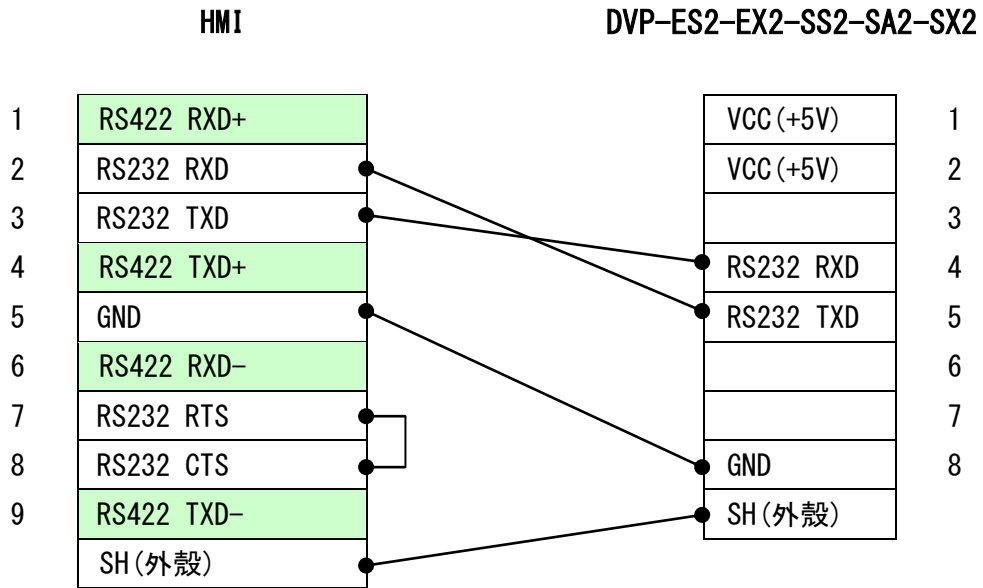 HMI DVP-ES2-EX2-SS2-SA2-SX2
1 RS422 RXD+ VCC(+5V) 1
2 RS232 RXD VCC(+5V) 2
3 RS232 TXD 3
4 RS422 TXD+ RS232 RXD 4
5 GND RS232 TXD 5
6 RS422 RXD- 6
7 RS232 RTS 7
8 RS232 CTS GND 8
9 RS422 TXD- SH(外殼)
SH(外殼)